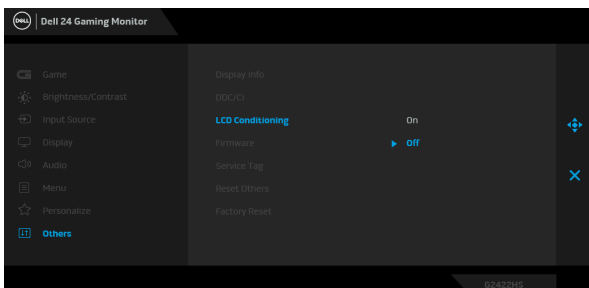 DELL Dell 24 Gaming Monitor
Game
Brightness/Contrast
Input Source
Display
Audio
Menu
Personalize
Others
Display Info
DDC/CI
LCD Conditioning On
Firmware Off
Service Tag
Reset Others
Factory Reset
G2422HS